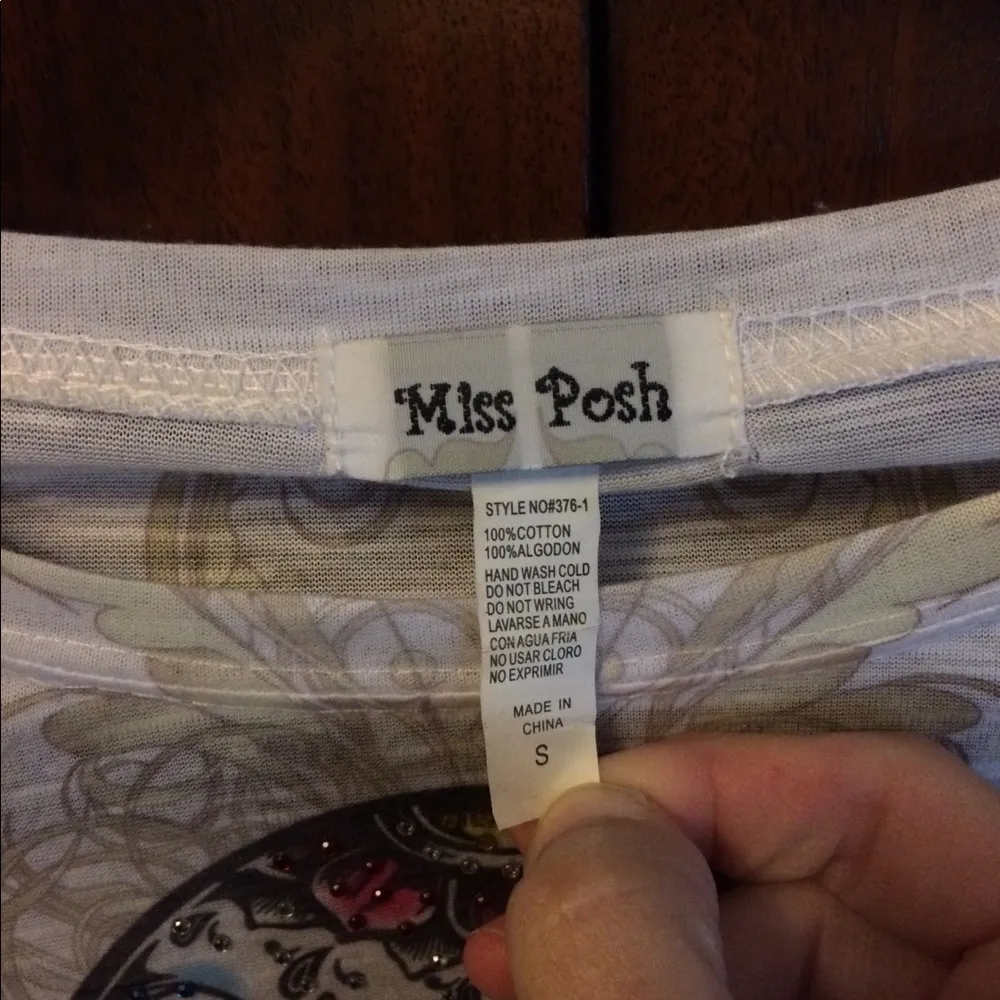 Miss Posh
STYLE NO#376-1
100%COTTON
100%ALGODON
HAND WASH COLD
DO NOT BLEACH
DO NOT WRING
LAVARSE A MANO
CON AGUA FRIA
NO USAR CLORO
NO EXPRIMIR
MADE IN
CHINA
S